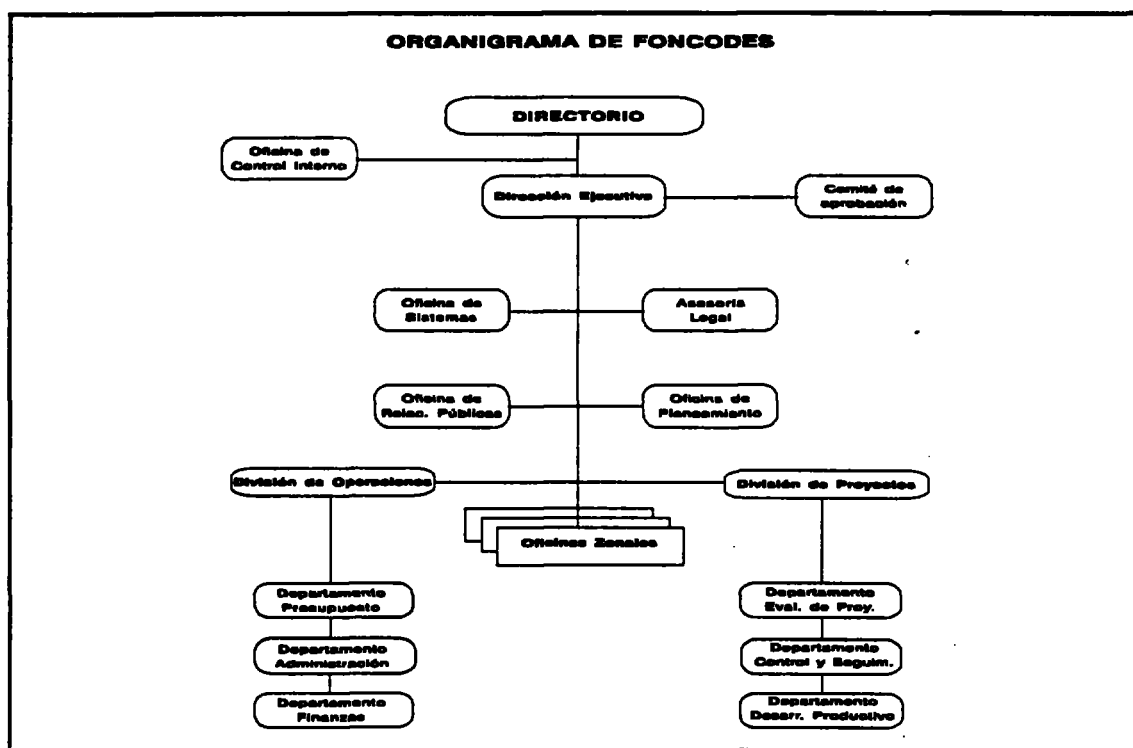 ORGANIGRAMA DE FONCODES
DIRECTORIO
Oficina de
Control Interno
Dirección Ejecutiva
Comité de
aprobación
Oficina de
Sistemas
Asesoría
Legal
Oficina de
Relac. Públicas
Oficina de
Planeamiento
División de Operaciones
División de Proyectos
Oficinas Zonales
Departamento
Presupuesto
Departamento
Eval. de Proy.
Departamento
Administración
Departamento
Control y Seguim.
Departamento
Finanzas
Departamento
Desarr. Productivo